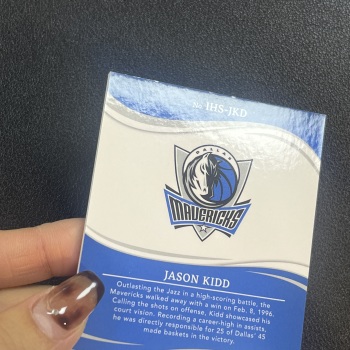 No. IHS-JKD
DALLAS
MAVERICKS
JASON KIDD
Outlasting the Jazz in a high-scoring battle, the
Mavericks walked away with a win on Feb. 8, 1996.
Calling the shots on offense, Kidd showcased his
court vision. Recording a career-high in assists,
he was directly responsible for 25 of Dallas' 45
made baskets in the victory.